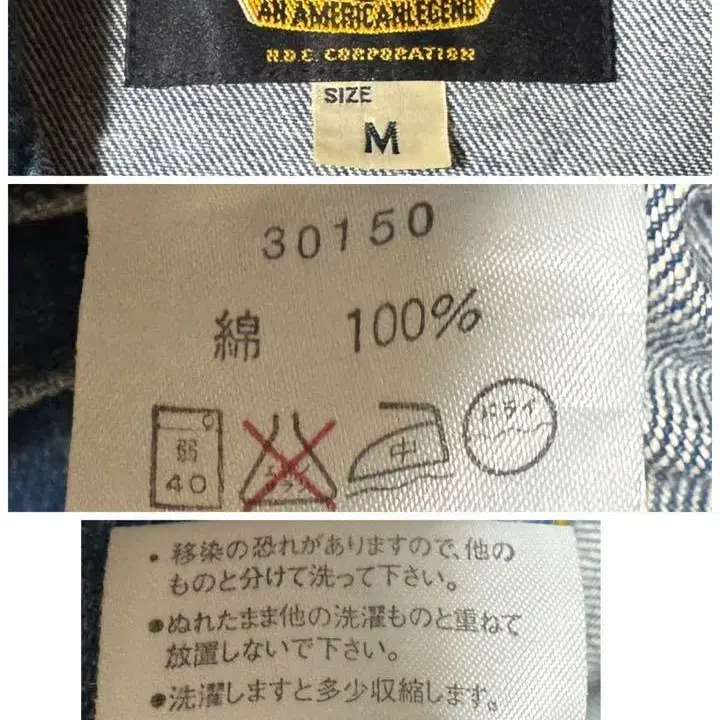 AN AMERICAN LEGEND
H.D.C. CORPORATION
SIZE
M
30150
綿 100%
弱
40
中
ドライ
・移染の恐れがありますので、他の
ものと分けて洗って下さい。
●ぬれたまま他の洗濯ものと重ねて
放置しないで下さい。
●洗濯しますと多少収縮します。